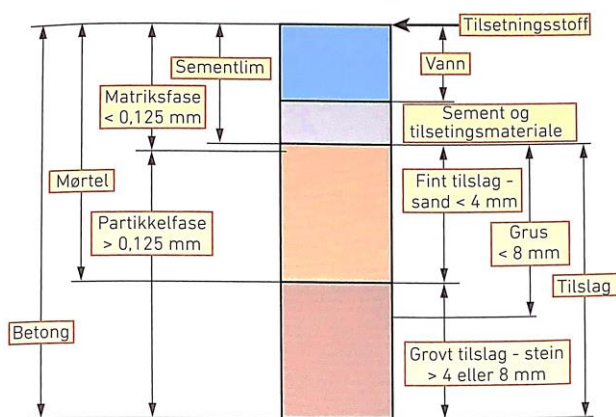 Tilsetningsstoff
Sementlim
Vann
Matriksfase
< 0,125 mm
Sement og
tilsetingsmateriale
Mørtel
Fint tilslag -
sand < 4 mm
Partikkelfase
> 0,125 mm
Grus
< 8 mm
Tilslag
Betong
Grovt tilslag - stein
> 4 eller 8 mm